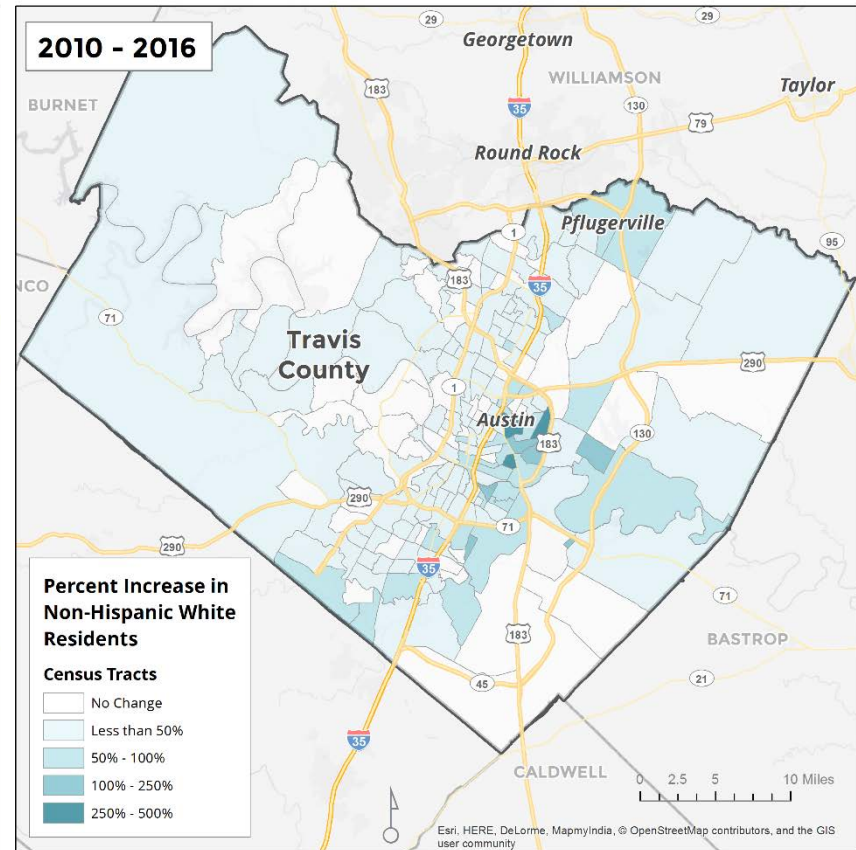 2010 - 2016
29
29
Georgetown
WILLIAMSON
183
Taylor
BURNET
35
130
79
Round Rock
Pflugerville
1
95
183
35
NCO
71
Travis
County
290
1
Austin
183
130
290
71
290
35
71
183
BASTROP
45
21
35
CALDWELL
Percent Increase in
Non-Hispanic White
Residents
Census Tracts
No Change
Less than 50%
50% - 100%
100% - 250%
250% - 500%
0 2.5 5 10 Miles
Esri, HERE, DeLorme, MapmyIndia, © OpenStreetMap contributors, and the GIS
user community